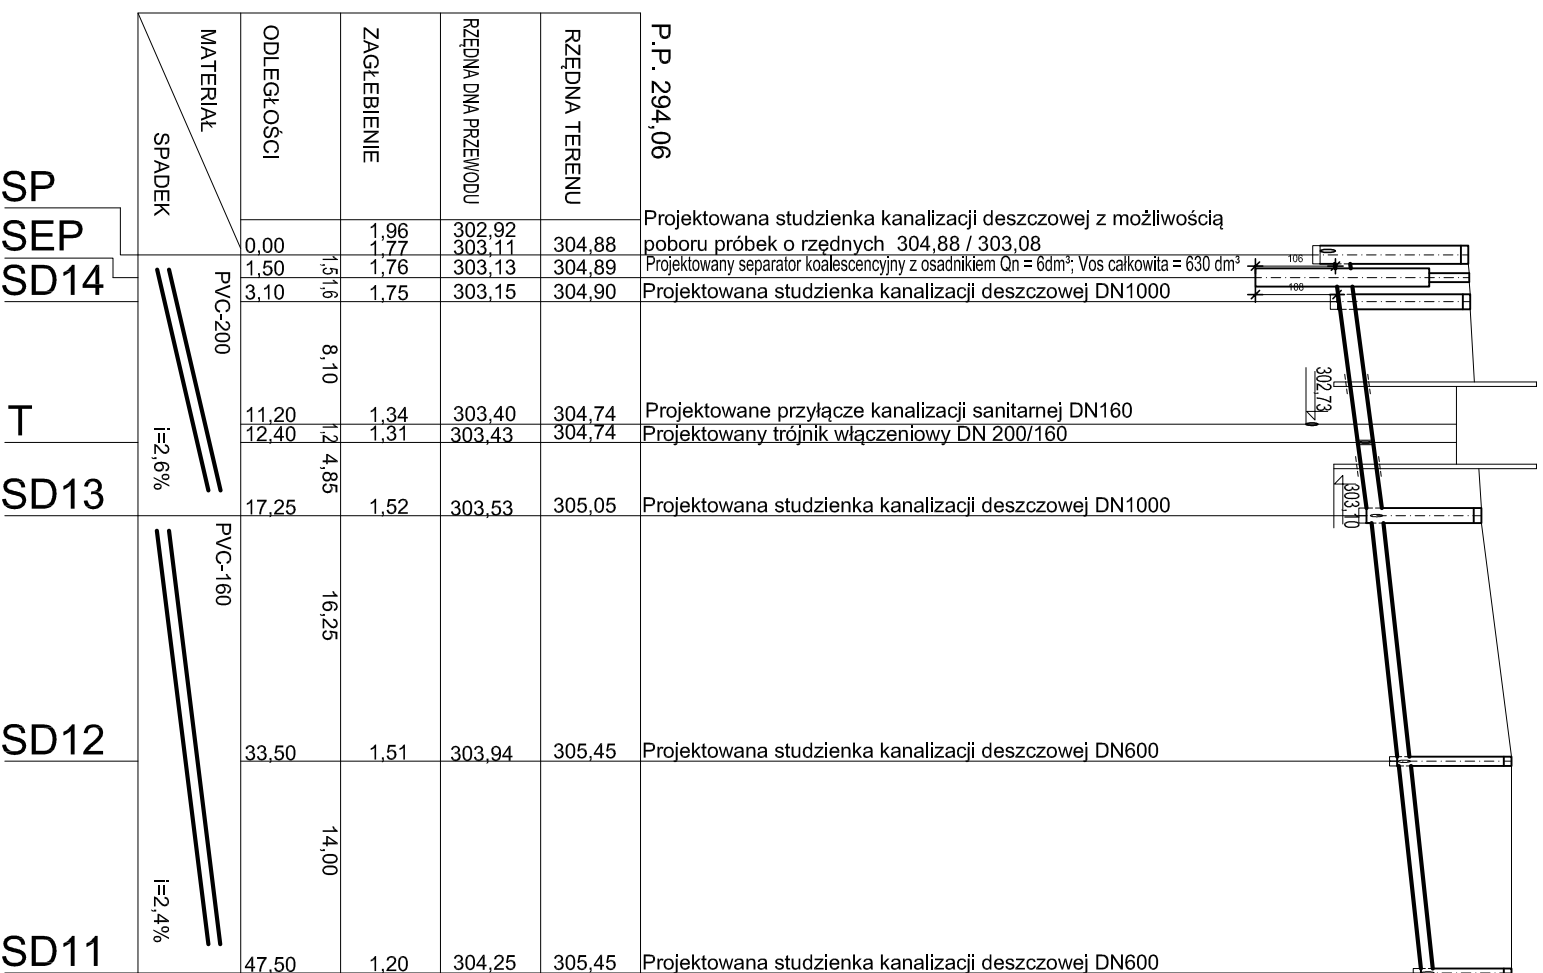 P.P. 294,06
RZĘDNA TERENU
RZĘDNA DNA PRZEWODU
ZAGŁEBIENIE
ODLEGŁOŚCI
MATERIAŁ
SPADEK
SP
SEP
SD14
T
SD13
SD12
SD11
0,00 1,96 302,92
1,77 303,11 304,88
Projektowana studzienka kanalizacji deszczowej z możliwością
poboru próbek o rzędnych 304,88 / 303,08
1,50 1,76 303,13 304,89 Projektowany separator koalescencyjny z osadnikiem Qn = 6dm³; Vos całkowita = 630 dm³
3,10 1,75 303,15 304,90 Projektowana studzienka kanalizacji deszczowej DN1000
11,20 1,34 303,40 304,74 Projektowane przyłącze kanalizacji sanitarnej DN160
12,40 1,31 303,43 304,74 Projektowany trójnik włączeniowy DN 200/160
17,25 1,52 303,53 305,05 Projektowana studzienka kanalizacji deszczowej DN1000
33,50 1,51 303,94 305,45 Projektowana studzienka kanalizacji deszczowej DN600
47,50 1,20 304,25 305,45 Projektowana studzienka kanalizacji deszczowej DN600
1,5
1,6
8,10
1,2
4,85
16,25
14,00
PVC-200
i=2,6%
PVC-160
i=2,4%
106
302,73
303,10